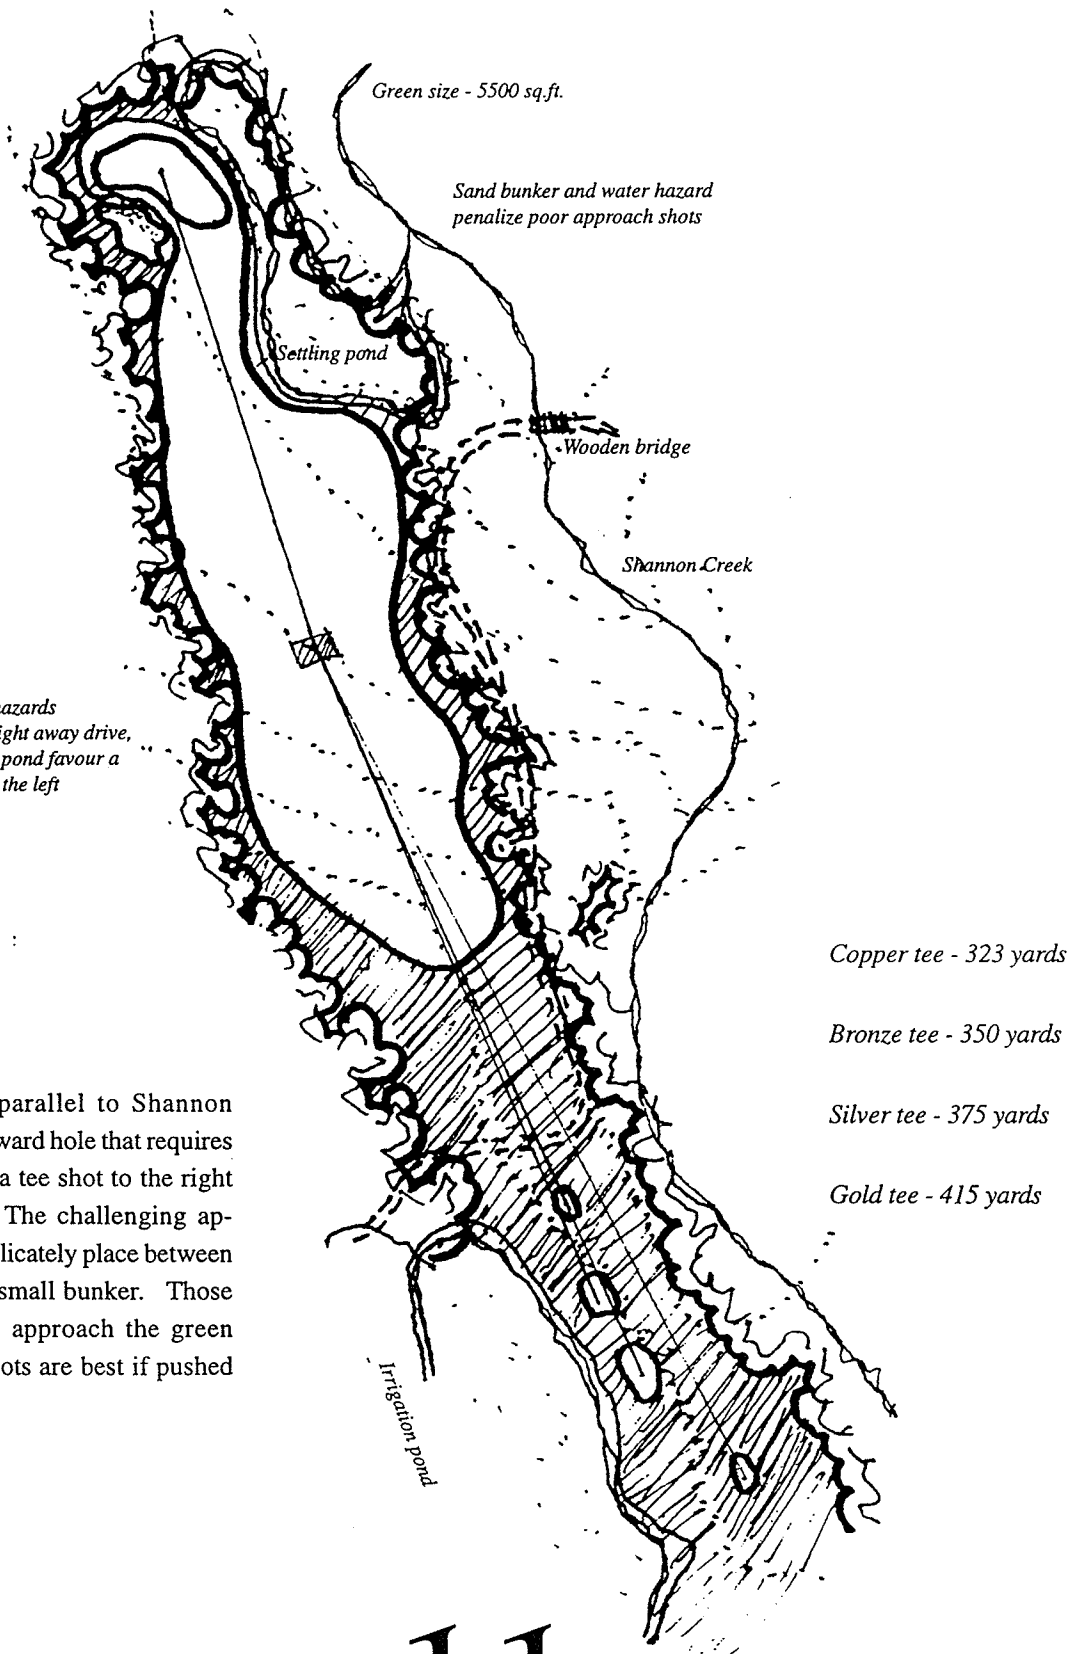 Green size - 5500 sq.ft.
Sand bunker and water hazard
penalize poor approach shots
Settling pond
Wooden bridge
Shannon Creek
azards
ight away drive,
pond favour a
the left
Copper tee - 323 yards
Bronze tee - 350 yards
Silver tee - 375 yards
Gold tee - 415 yards
parallel to Shannon
ward hole that requires
a tee shot to the right
The challenging ap-
licately place between
small bunker. Those
approach the green
ots are best if pushed
Irrigation pond